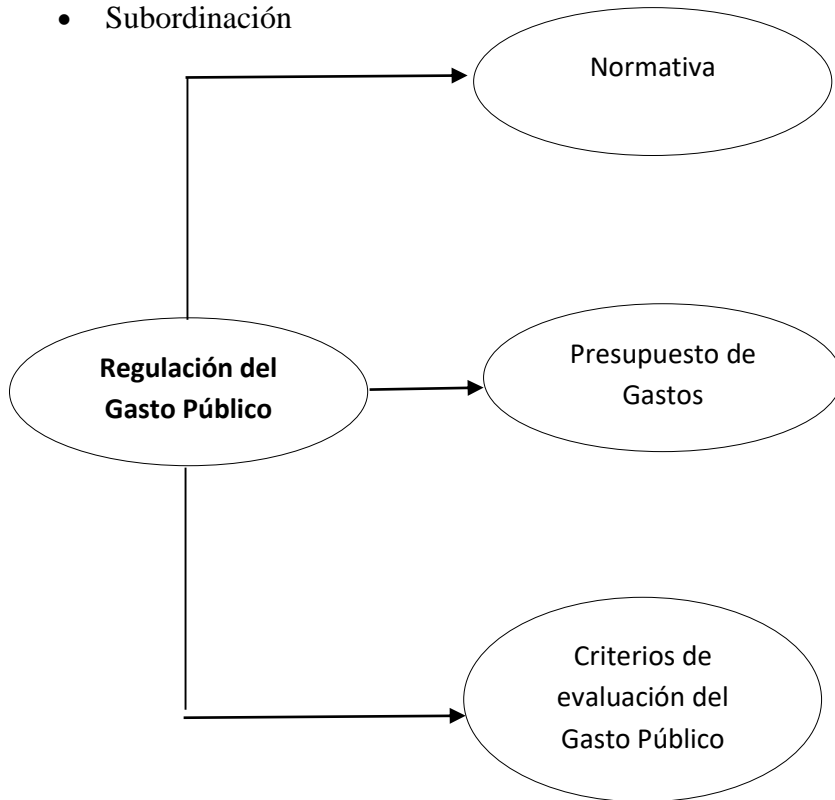 • Subordinación
Normativa
Regulación del
Gasto Público
Presupuesto de
Gastos
Criterios de
evaluación del
Gasto Público